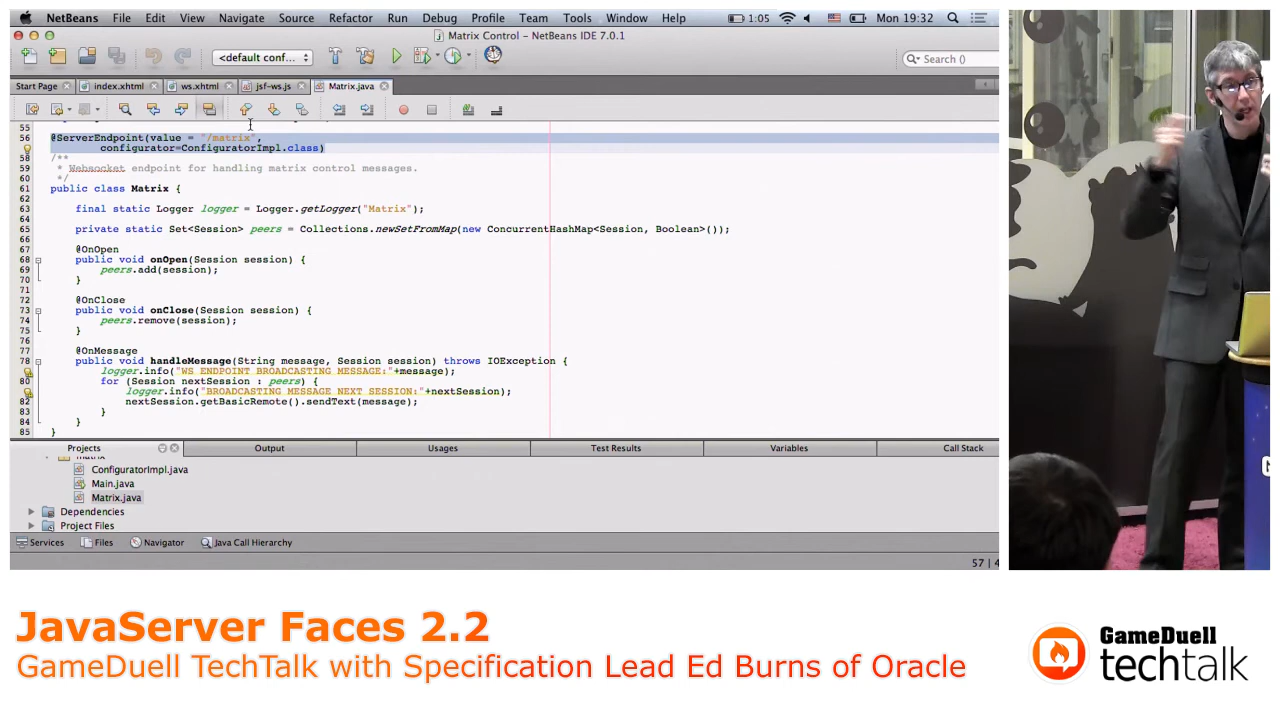 NetBeans File Edit View Navigate Source Refactor Run Debug Profile Team Tools Window Help 1:05 Mon 19:32
Matrix Control - NetBeans IDE 7.0.1
<default conf... Search ()
Start Page index.xhtml ws.xhtml jsf-ws.js Matrix.java
55
56 @ServerEndpoint(value = "/matrix",
configurator=ConfiguratorImpl.class)
58 /**
59 * Websocket endpoint for handling matrix control messages.
60 */
61 public class Matrix {
62
63 final static Logger logger = Logger.getLogger("Matrix");
64
65 private static Set<Session> peers = Collections.newSetFromMap(new ConcurrentHashMap<Session, Boolean>());
66
67 @OnOpen
68 public void onOpen(Session session) {
69 peers.add(session);
70 }
71
72 @OnClose
73 public void onClose(Session session) {
74 peers.remove(session);
75 }
76
77 @OnMessage
78 public void handleMessage(String message, Session session) throws IOException {
logger.info("WS ENDPOINT BROADCASTING MESSAGE:"+message);
80 for (Session nextSession : peers) {
logger.info("BROADCASTING MESSAGE NEXT SESSION:"+nextSession);
82 nextSession.getBasicRemote().sendText(message);
83 }
84 }
85 }
Projects Output Usages Test Results Variables Call Stack
matrix
ConfiguratorImpl.java
Main.java
Matrix.java
Dependencies
Project Files
Services Files Navigator Java Call Hierarchy
57 | 4
JavaServer Faces 2.2
GameDuell TechTalk with Specification Lead Ed Burns of Oracle
GameDuell
techtalk